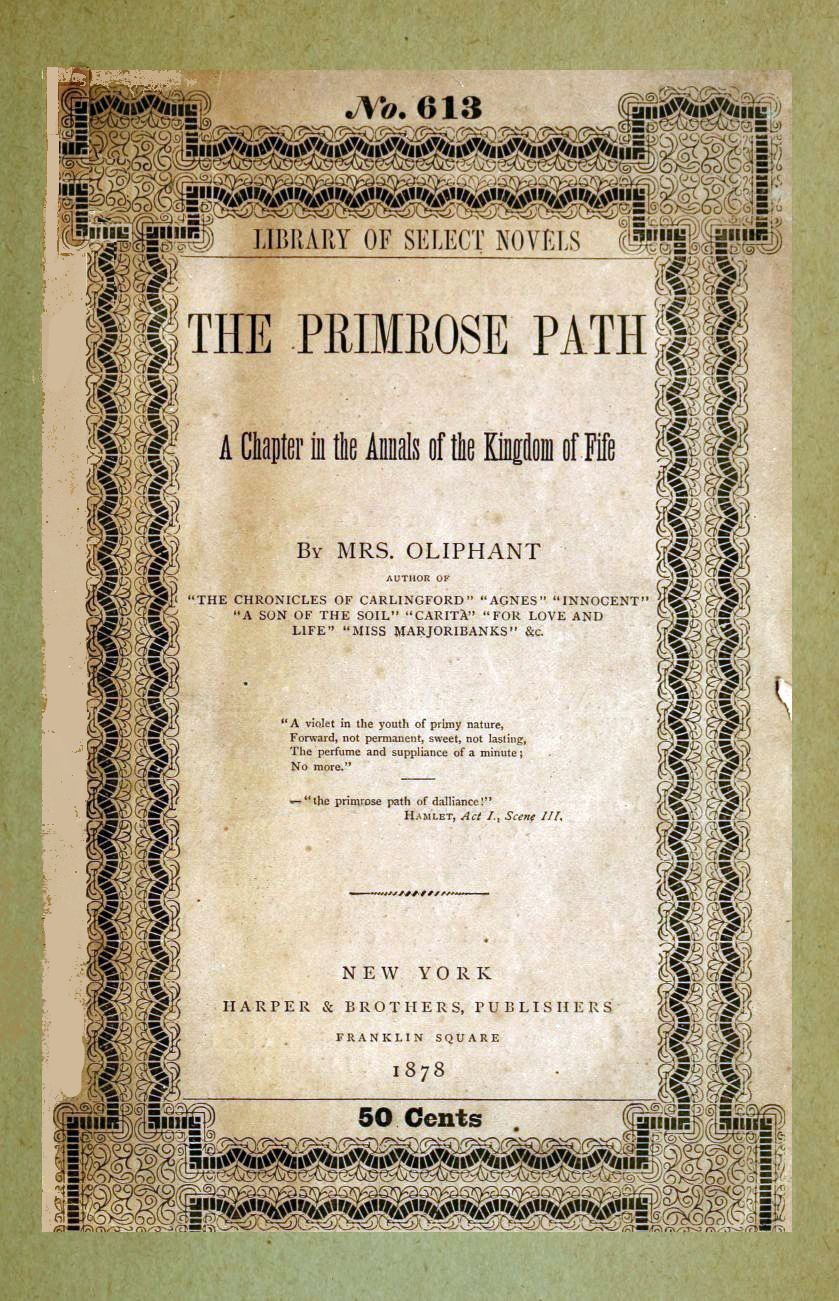 No. 613
LIBRARY OF SELECT NOVELS
THE PRIMROSE PATH
A Chapter in the Annals of the Kingdom of Fife
BY MRS. OLIPHANT
AUTHOR OF
"THE CHRONICLES OF CARLINGFORD" "AGNES" "INNOCENT"
"A SON OF THE SOIL" "CARITÀ" "FOR LOVE AND
LIFE" "MISS MARJORIBANKS" &c.
"A violet in the youth of primy nature,
Forward, not permanent, sweet, not lasting,
The perfume and suppliance of a minute;
No more."
—"the primrose path of dalliance!"
HAMLET, Act I., Scene III.
NEW YORK
HARPER & BROTHERS, PUBLISHERS
FRANKLIN SQUARE
1878
50 Cents